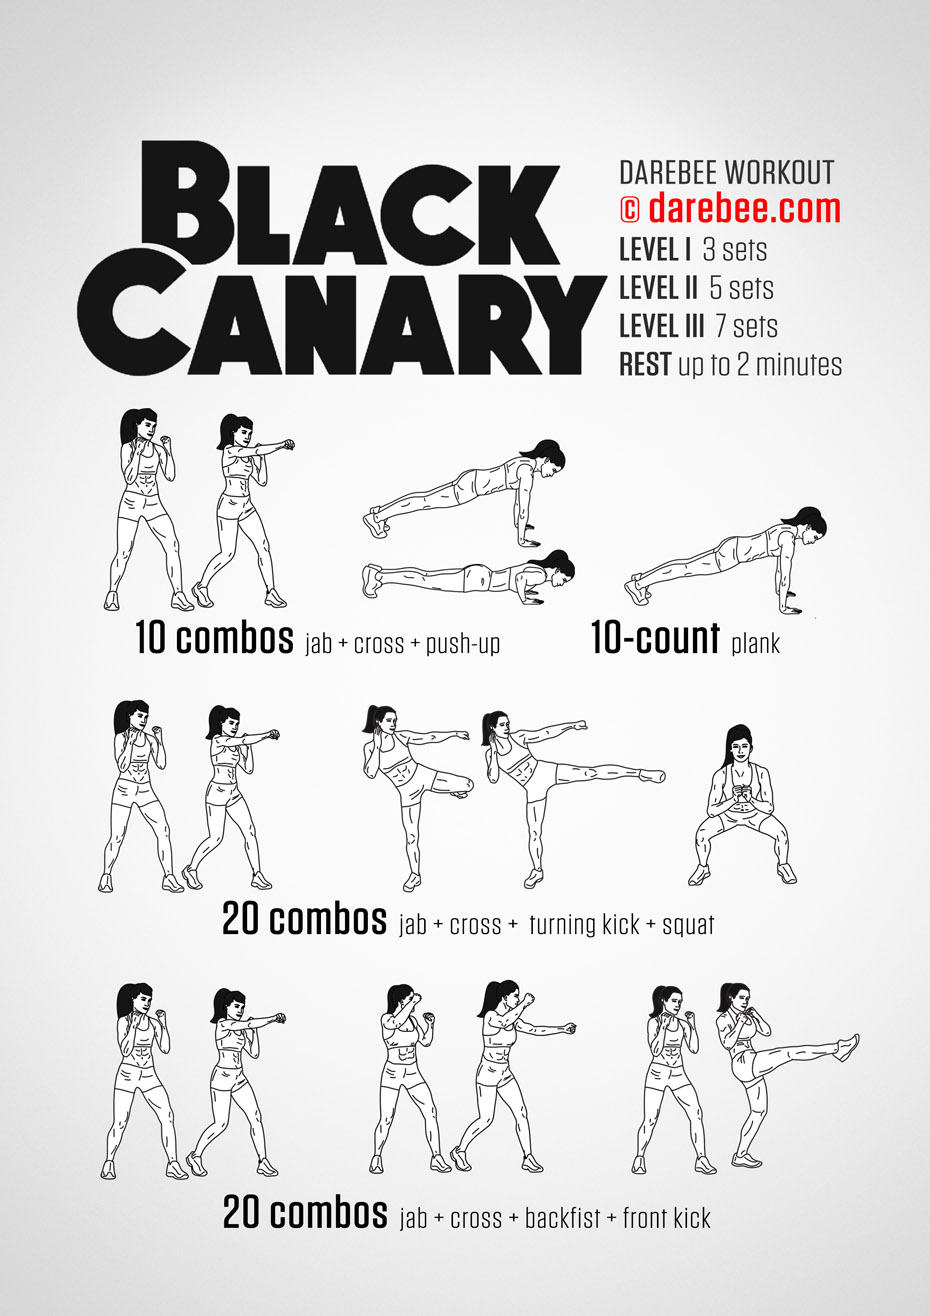 BLACK
CANARY
DAREBEE WORKOUT
© darebee.com
LEVEL I 3 sets
LEVEL II 5 sets
LEVEL III 7 sets
REST up to 2 minutes
10 combos jab + cross + push-up
10-count plank
20 combos jab + cross + turning kick + squat
20 combos jab + cross + backfist + front kick